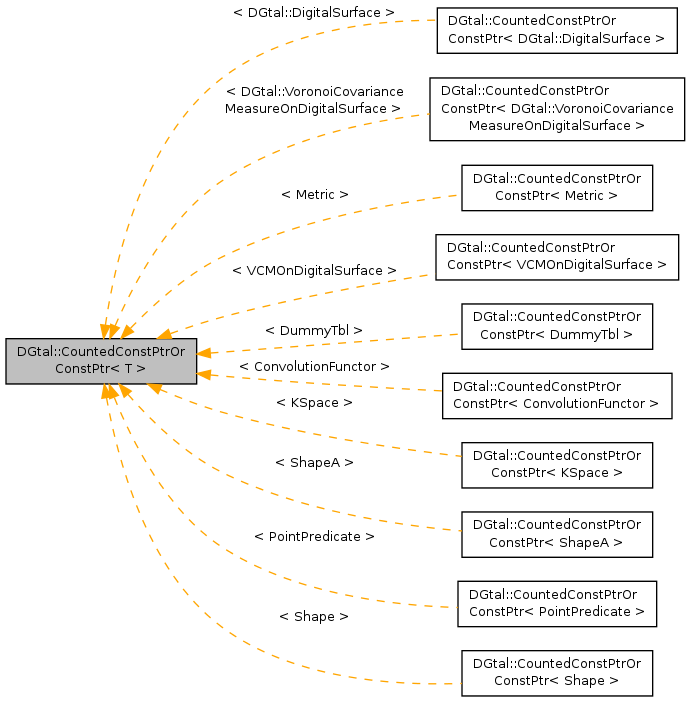 < DGtal::DigitalSurface >
DGtal::CountedConstPtrOr
ConstPtr< DGtal::DigitalSurface >
< DGtal::VoronoiCovariance
MeasureOnDigitalSurface >
DGtal::CountedConstPtrOr
ConstPtr< DGtal::VoronoiCovariance
MeasureOnDigitalSurface >
< Metric >
DGtal::CountedConstPtrOr
ConstPtr< Metric >
< VCMOnDigitalSurface >
DGtal::CountedConstPtrOr
ConstPtr< VCMOnDigitalSurface >
< DummyTbl >
DGtal::CountedConstPtrOr
ConstPtr< DummyTbl >
DGtal::CountedConstPtrOr
ConstPtr< T >
< ConvolutionFunctor >
DGtal::CountedConstPtrOr
ConstPtr< ConvolutionFunctor >
< KSpace >
DGtal::CountedConstPtrOr
ConstPtr< KSpace >
< ShapeA >
DGtal::CountedConstPtrOr
ConstPtr< ShapeA >
< PointPredicate >
DGtal::CountedConstPtrOr
ConstPtr< PointPredicate >
< Shape >
DGtal::CountedConstPtrOr
ConstPtr< Shape >